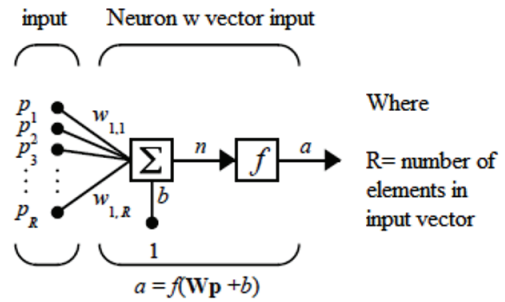 input
Neuron w vector input
p1
p2
p3
pR
w1,1
w1,R
Σ
n
f
a
b
1
a = f(Wp +b)
Where
R= number of
elements in
input vector